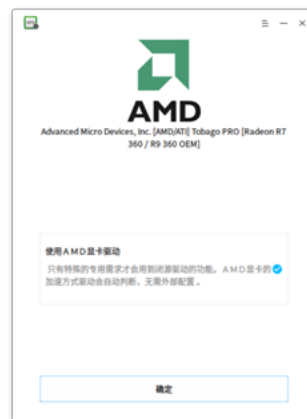 AMD
Advanced Micro Devices, Inc. [AMD/ATI] Tobago PRO [Radeon R7
360 / R9 360 OEM]
使用AMD显卡驱动
只有特殊的专用需求才会用到闭源驱动的功能。AMD显卡的
加速方式驱动会自动判断，无需外部配置。
确定